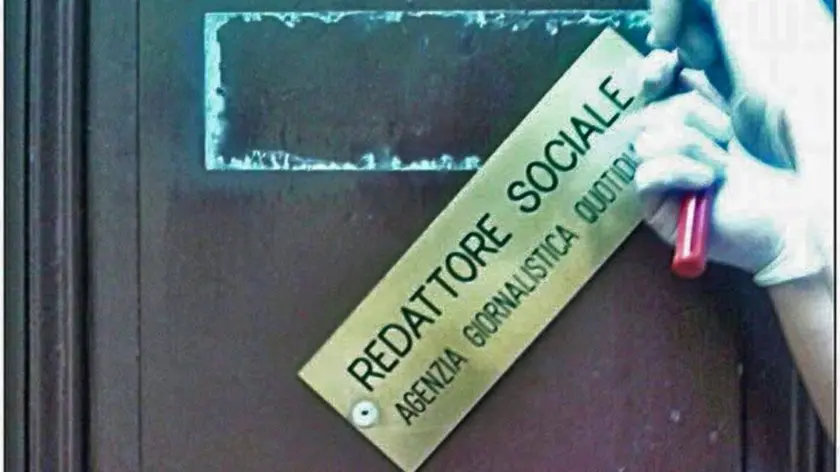 REDATTORE SOCIALE
AGENZIA GIORNALISTICA